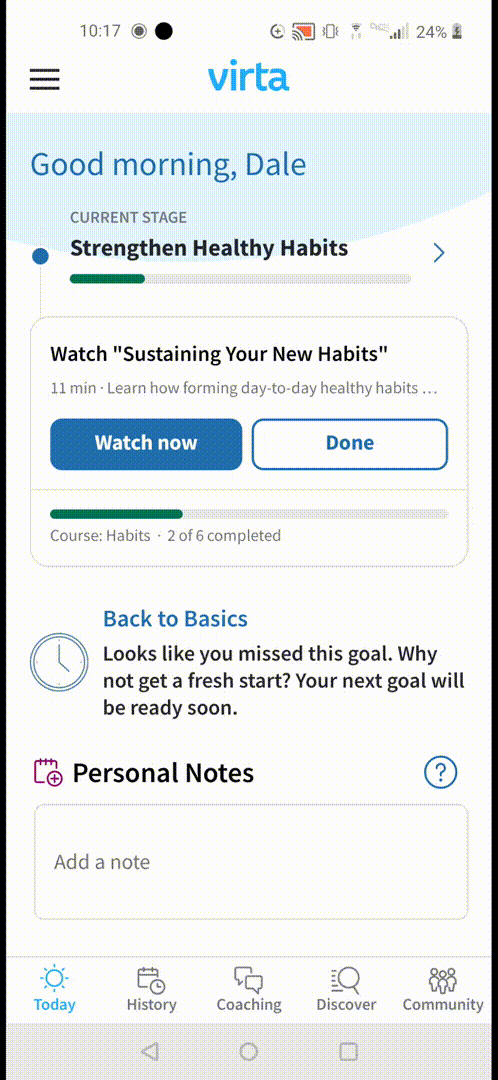 10:17
24%
virta
Good morning, Dale
CURRENT STAGE
Strengthen Healthy Habits
Watch "Sustaining Your New Habits"
11 min · Learn how forming day-to-day healthy habits ...
Watch now
Done
Course: Habits · 2 of 6 completed
Back to Basics
Looks like you missed this goal. Why
not get a fresh start? Your next goal will
be ready soon.
Personal Notes
?
Add a note
Today
History
Coaching
Discover
Community